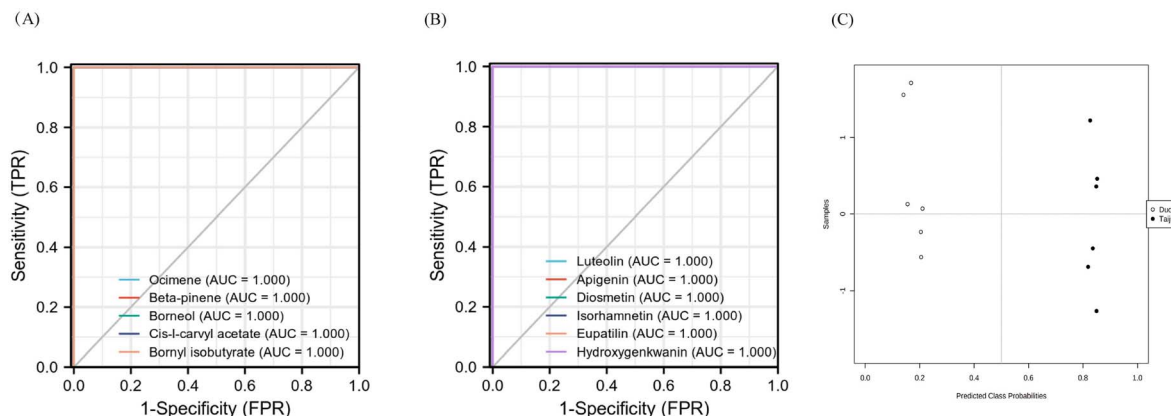 (A)
(B)
(C)
Sensitivity (TPR)
1.0
0.8
0.6
0.4
0.2
0.0
Ocimene (AUC = 1.000)
Beta-pinene (AUC = 1.000)
Borneol (AUC = 1.000)
Cis-l-carvyl acetate (AUC = 1.000)
Bornyl isobutyrate (AUC = 1.000)
0.0 0.2 0.4 0.6 0.8 1.0
1-Specificity (FPR)
Sensitivity (TPR)
1.0
0.8
0.6
0.4
0.2
0.0
Luteolin (AUC = 1.000)
Apigenin (AUC = 1.000)
Diosmetin (AUC = 1.000)
Isorhamnetin (AUC = 1.000)
Eupatilin (AUC = 1.000)
Hydroxygenkwanin (AUC = 1.000)
0.0 0.2 0.4 0.6 0.8 1.0
1-Specificity (FPR)
Samples
1
0
-1
Duc
Taij
0.0 0.2 0.4 0.6 0.8 1.0
Predicted Class Probabilities